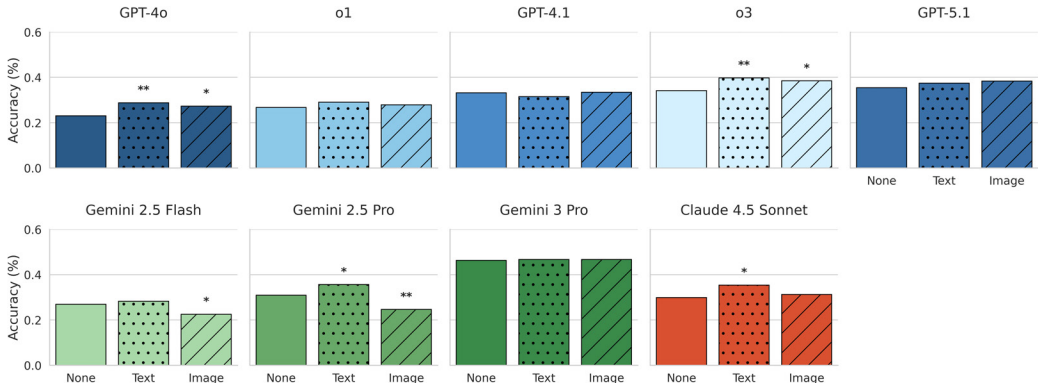 GPT-4o o1 GPT-4.1 o3 GPT-5.1
0.6
** * ** *
0.4
0.2
0.0
Accuracy (%)
None Text Image
Gemini 2.5 Flash Gemini 2.5 Pro Gemini 3 Pro Claude 4.5 Sonnet
0.6
* * ** *
0.4
0.2
0.0
Accuracy (%)
None Text Image None Text Image None Text Image None Text Image